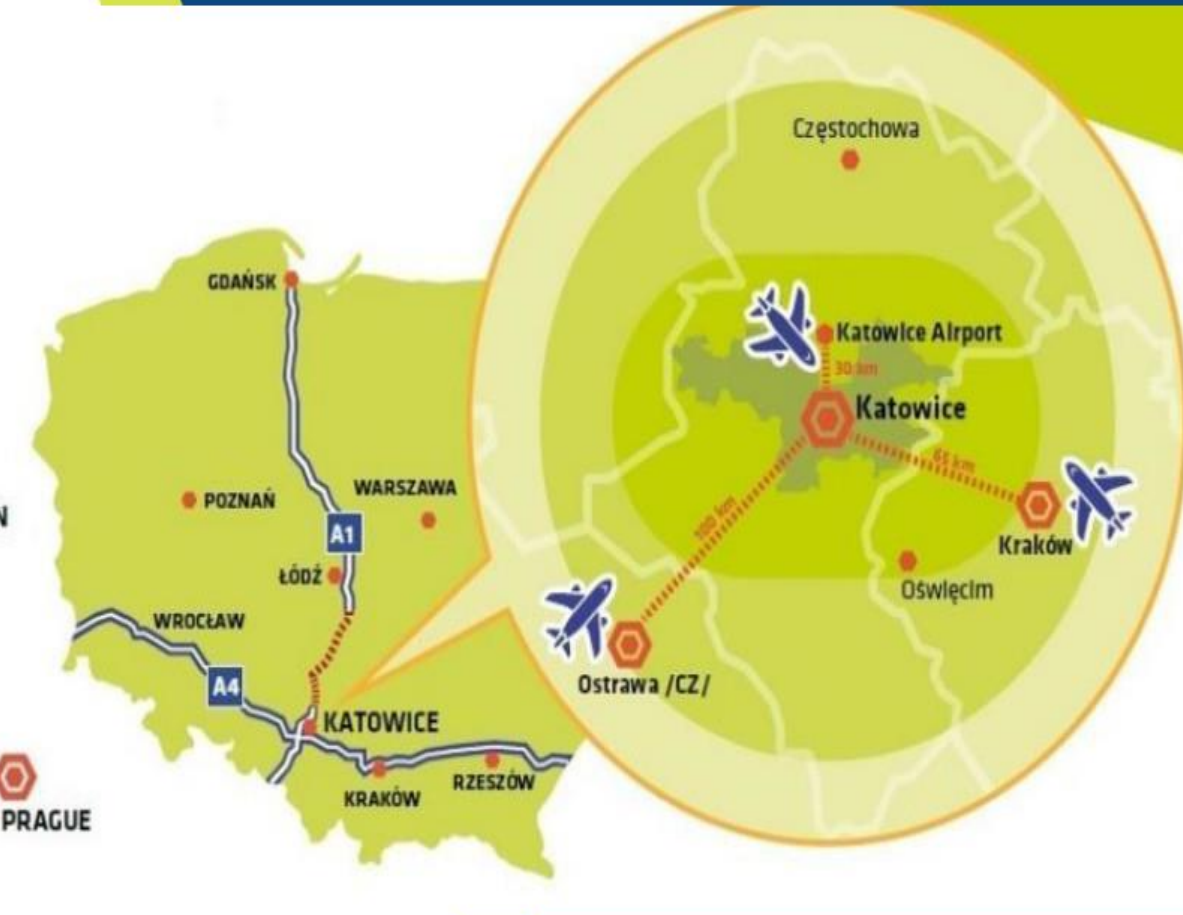 GDAŃSK
POZNAŃ
WARSZAWA
A1
ŁÓDŹ
WROCŁAW
A4
KATOWICE
KRAKÓW
RZESZÓW
PRAGUE
Częstochowa
Katowice Airport
30 km
Katowice
65 km
100 km
Kraków
Oświęcim
Ostrawa /CZ/